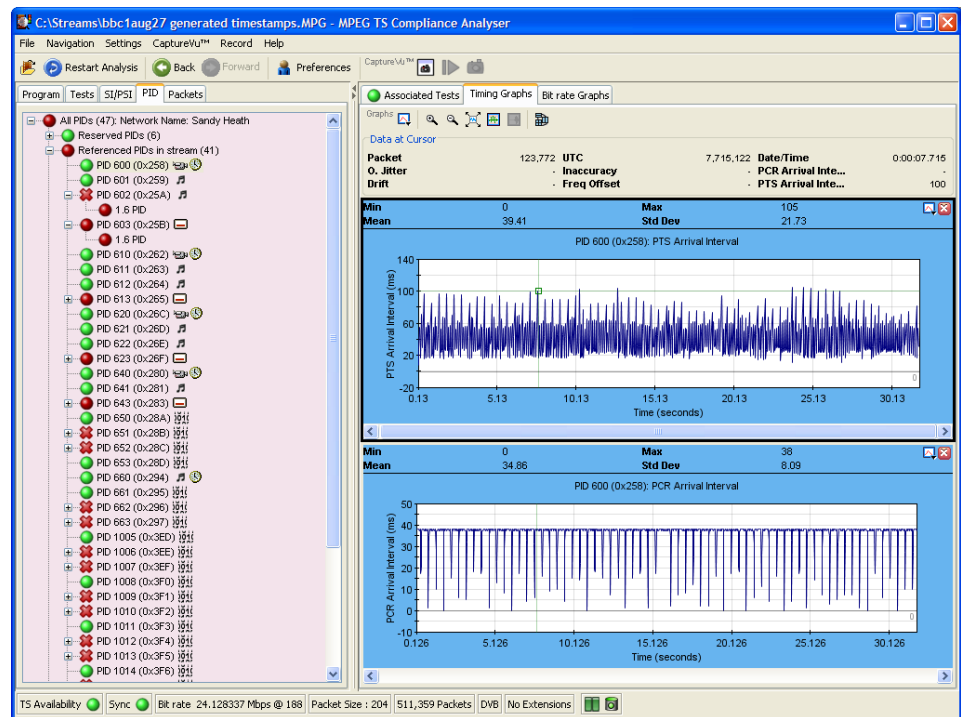 C:\Streams\bbc1aug27 generated timestamps.MPG - MPEG TS Compliance Analyser
File Navigation Settings CaptureVu™ Record Help
Restart Analysis Back Forward Preferences CaptureVu™
Program Tests SI/PSI PID Packets
All PIDs (47): Network Name: Sandy Heath
Reserved PIDs (6)
Referenced PIDs in stream (41)
PID 600 (0x258)
PID 601 (0x259)
PID 602 (0x25A)
1.6 PID
PID 603 (0x25B)
1.6 PID
PID 610 (0x262)
PID 611 (0x263)
PID 612 (0x264)
PID 613 (0x265)
PID 620 (0x26C)
PID 621 (0x26D)
PID 622 (0x26E)
PID 623 (0x26F)
PID 640 (0x280)
PID 641 (0x281)
PID 643 (0x283)
PID 650 (0x28A)
PID 651 (0x28B)
PID 652 (0x28C)
PID 653 (0x28D)
PID 660 (0x294)
PID 661 (0x295)
PID 662 (0x296)
PID 663 (0x297)
PID 1005 (0x3ED)
PID 1006 (0x3EE)
PID 1007 (0x3EF)
PID 1008 (0x3F0)
PID 1009 (0x3F1)
PID 1010 (0x3F2)
PID 1011 (0x3F3)
PID 1012 (0x3F4)
PID 1013 (0x3F5)
PID 1014 (0x3F6)
Associated Tests Timing Graphs Bit rate Graphs
Graphs
Data at Cursor
Packet 123,772 UTC 7,715,122 Date/Time 0:00:07.715
O. Jitter - Inaccuracy - PCR Arrival Inte... -
Drift - Freq Offset - PTS Arrival Inte... 100
Min 0 Max 105
Mean 39.41 Std Dev 21.73
PID 600 (0x258): PTS Arrival Interval
PTS Arrival Interval (ms)
140
100
60
20
-20
0
0.13 5.13 10.13 15.13 20.13 25.13 30.13
Time (seconds)
Min 0 Max 38
Mean 34.86 Std Dev 8.09
PID 600 (0x258): PCR Arrival Interval
PCR Arrival Interval (ms)
50
40
30
20
10
0
-10
0
0.126 5.126 10.126 15.126 20.126 25.126 30.126
Time (seconds)
TS Availability Sync Bit rate 24.128337 Mbps @ 188 Packet Size : 204 511,359 Packets DVB No Extensions